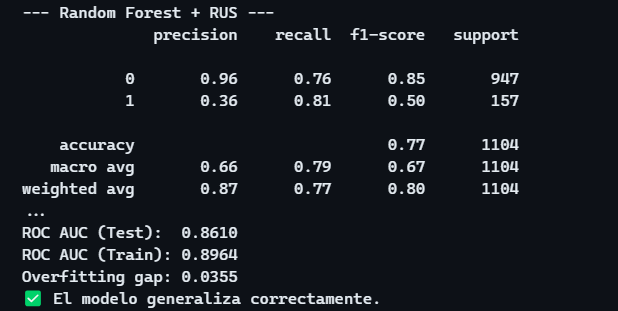 --- Random Forest + RUS ---
precision recall f1-score support
0 0.96 0.76 0.85 947
1 0.36 0.81 0.50 157
accuracy 0.77 1104
macro avg 0.66 0.79 0.67 1104
weighted avg 0.87 0.77 0.80 1104
...
ROC AUC (Test): 0.8610
ROC AUC (Train): 0.8964
Overfitting gap: 0.0355
✅ El modelo generaliza correctamente.